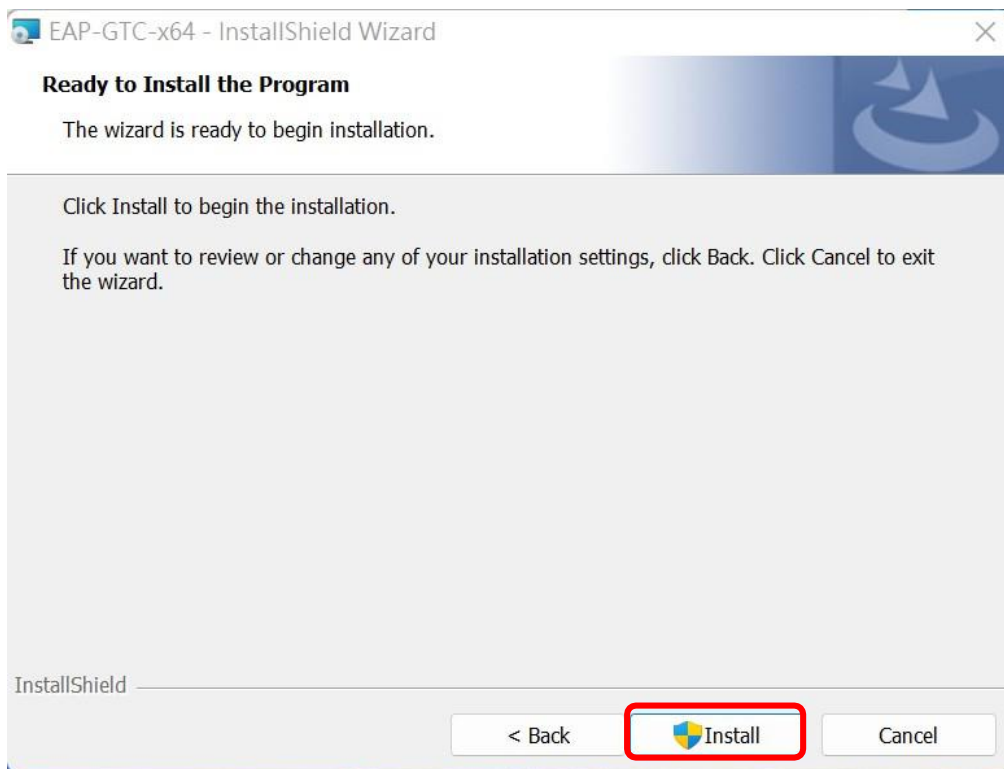 EAP-GTC-x64 - InstallShield Wizard
Ready to Install the Program
The wizard is ready to begin installation.
Click Install to begin the installation.
If you want to review or change any of your installation settings, click Back. Click Cancel to exit
the wizard.
InstallShield
< Back
Install
Cancel